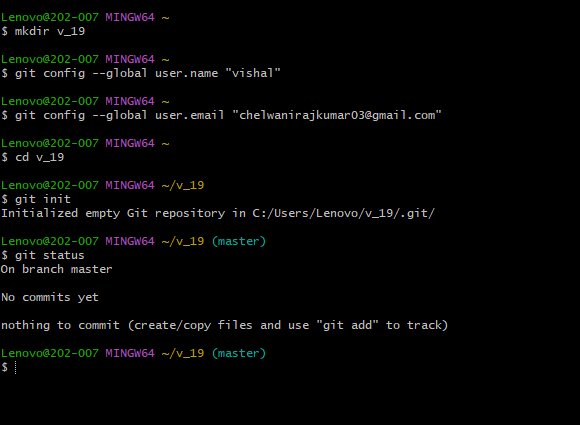 Lenovo@202-007 MINGW64 ~
$ mkdir v_19
Lenovo@202-007 MINGW64 ~
$ git config --global user.name "vishal"
Lenovo@202-007 MINGW64 ~
$ git config --global user.email "chelwanirajkumar03@gmail.com"
Lenovo@202-007 MINGW64 ~
$ cd v_19
Lenovo@202-007 MINGW64 ~/v_19
$ git init
Initialized empty Git repository in C:/Users/Lenovo/v_19/.git/
Lenovo@202-007 MINGW64 ~/v_19 (master)
$ git status
On branch master
No commits yet
nothing to commit (create/copy files and use "git add" to track)
Lenovo@202-007 MINGW64 ~/v_19 (master)
$